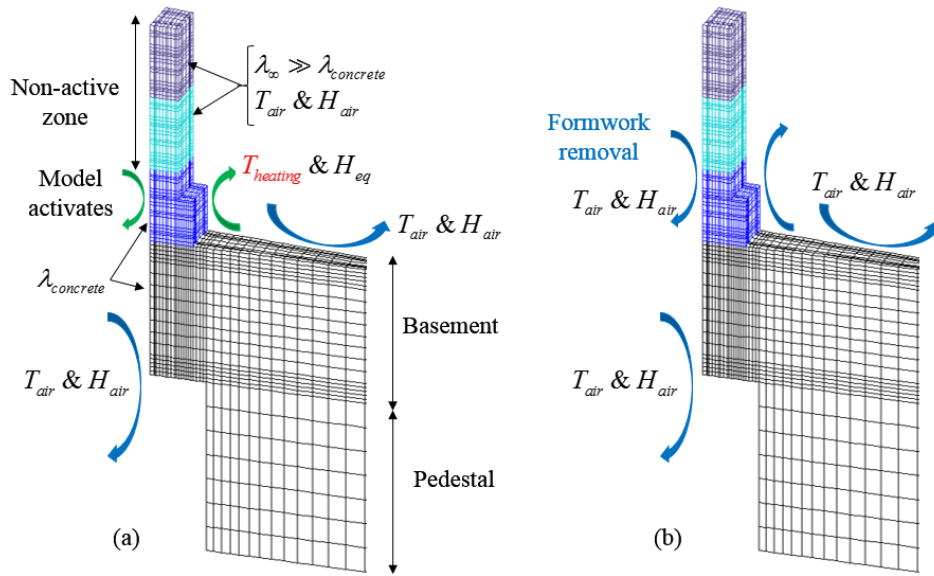 Non-active
zone
λ∞ ≫ λconcrete
Tair & Hair
Model
activates
Theating & Heq
Tair & Hair
λconcrete
Basement
Tair & Hair
Pedestal
(a)
Formwork
removal
Tair & Hair
Tair & Hair
Tair & Hair
(b)